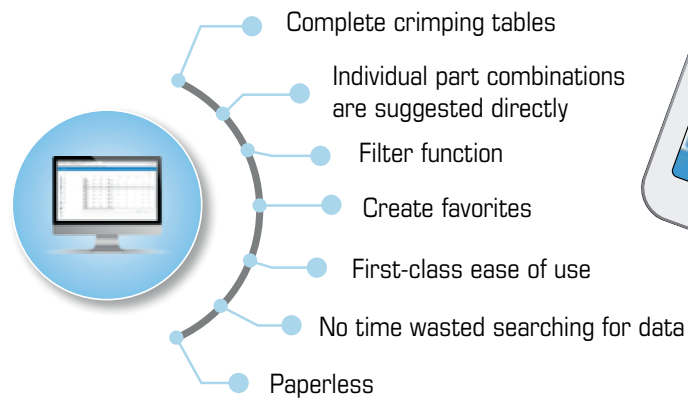 Complete crimping tables
Individual part combinations
are suggested directly
Filter function
Create favorites
First-class ease of use
No time wasted searching for data
Paperless